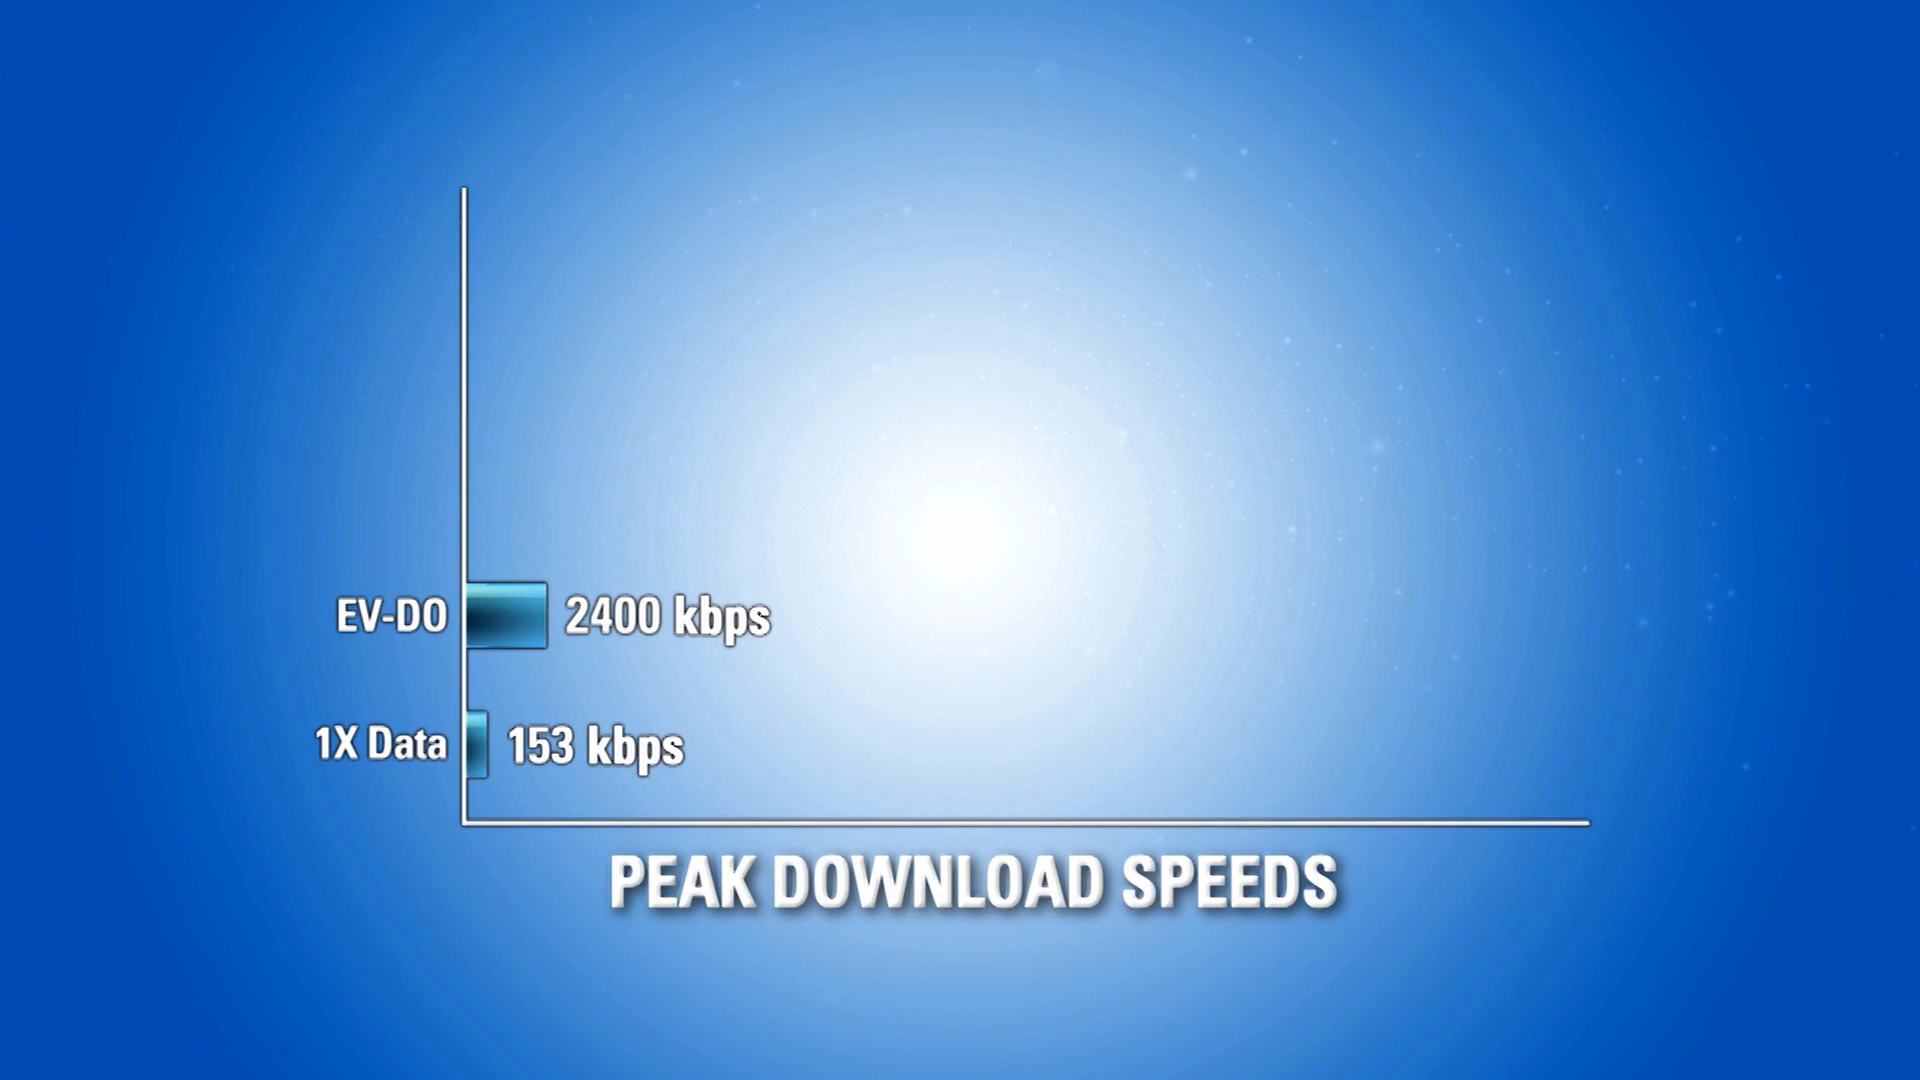 EV-DO 2400 kbps
1X Data 153 kbps
PEAK DOWNLOAD SPEEDS